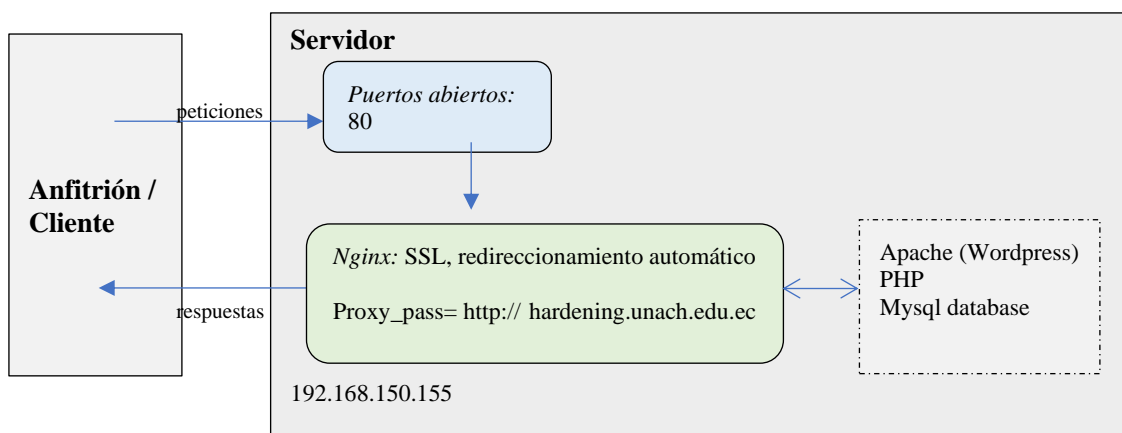 Servidor
Puertos abiertos:
80
peticiones
Anfitrión /
Cliente
Nginx: SSL, redireccionamiento automático
Proxy_pass= http:// hardening.unach.edu.ec
respuestas
Apache (Wordpress)
PHP
Mysql database
192.168.150.155